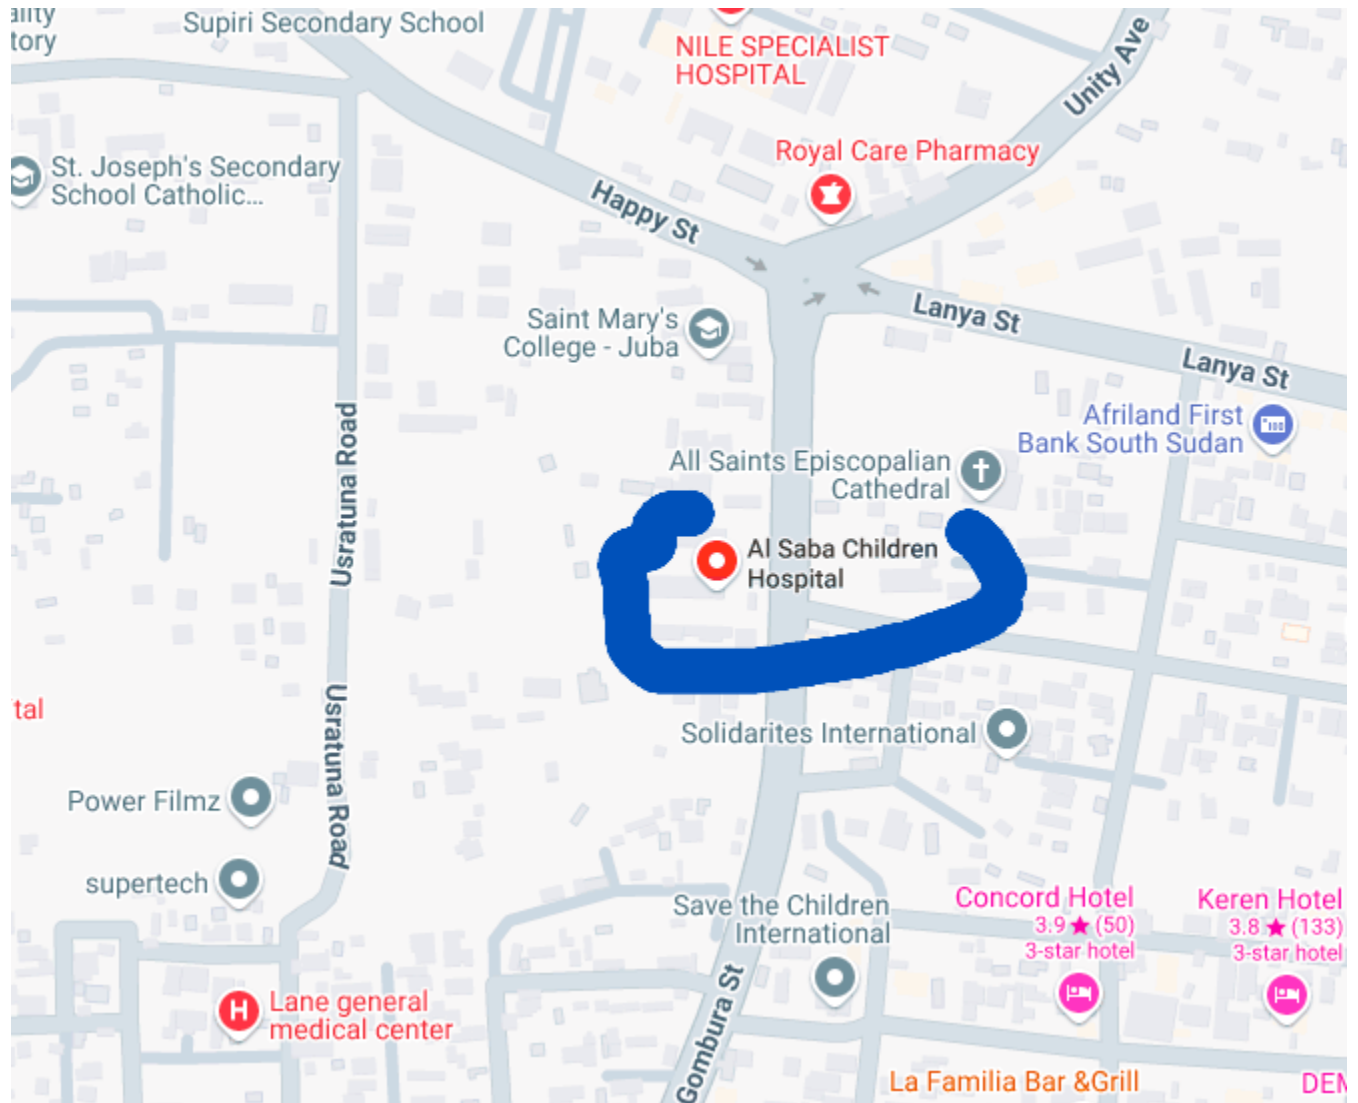 ality
tory
Supiri Secondary School
NILE SPECIALIST
HOSPITAL
Unity Ave
Royal Care Pharmacy
St. Joseph's Secondary
School Catholic...
Happy St
Lanya St
Saint Mary's
College - Juba
Lanya St
Afriland First
Bank South Sudan
Usratuna Road
All Saints Episcopalian
Cathedral
Al Saba Children
Hospital
tal
Usratuna Road
Solidarites International
Power Filmz
supertech
Save the Children
International
Concord Hotel
3.9 ★ (50)
3-star hotel
Keren Hotel
3.8 ★ (133)
3-star hotel
H
Lane general
medical center
Gombura St
La Familia Bar &Grill
DEM